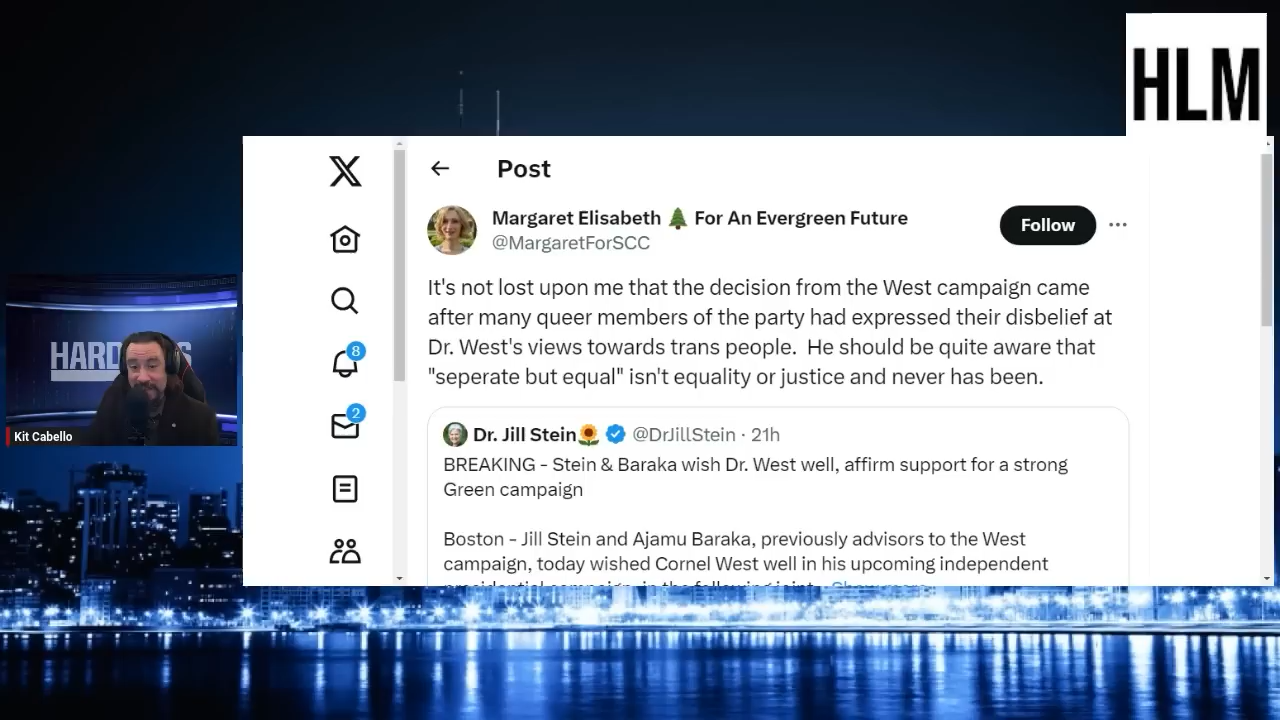 HLM
Post
Margaret Elisabeth 🌲 For An Evergreen Future
@MargaretForSCC
Follow
It's not lost upon me that the decision from the West campaign came
after many queer members of the party had expressed their disbelief at
Dr. West's views towards trans people. He should be quite aware that
"seperate but equal" isn't equality or justice and never has been.
Dr. Jill Stein🌻 @DrJillStein · 21h
BREAKING - Stein & Baraka wish Dr. West well, affirm support for a strong
Green campaign
Boston - Jill Stein and Ajamu Baraka, previously advisors to the West
campaign, today wished Cornel West well in his upcoming independent
8
2
Kit Cabello